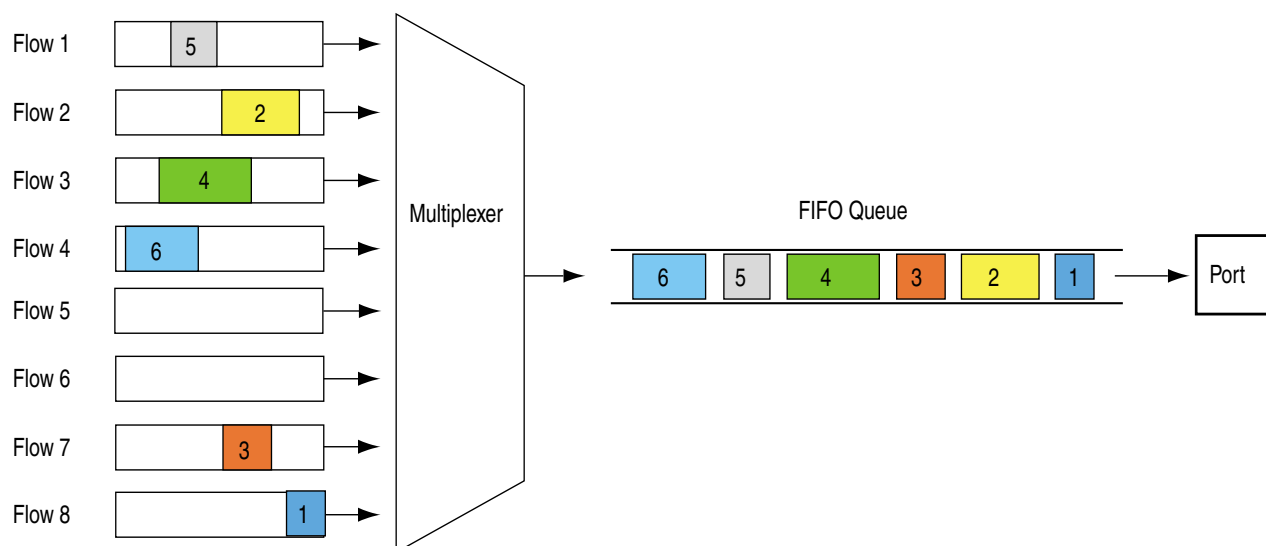 Flow 1
5
Flow 2
2
Flow 3
4
Flow 4
6
Flow 5
Flow 6
Flow 7
3
Flow 8
1
Multiplexer
FIFO Queue
6 5 4 3 2 1
Port